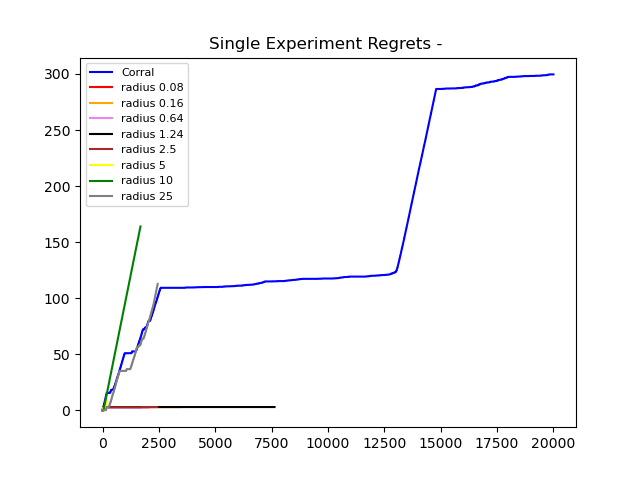 Single Experiment Regrets -
300
250
200
150
100
50
0
Corral
radius 0.08
radius 0.16
radius 0.64
radius 1.24
radius 2.5
radius 5
radius 10
radius 25
0 2500 5000 7500 10000 12500 15000 17500 20000